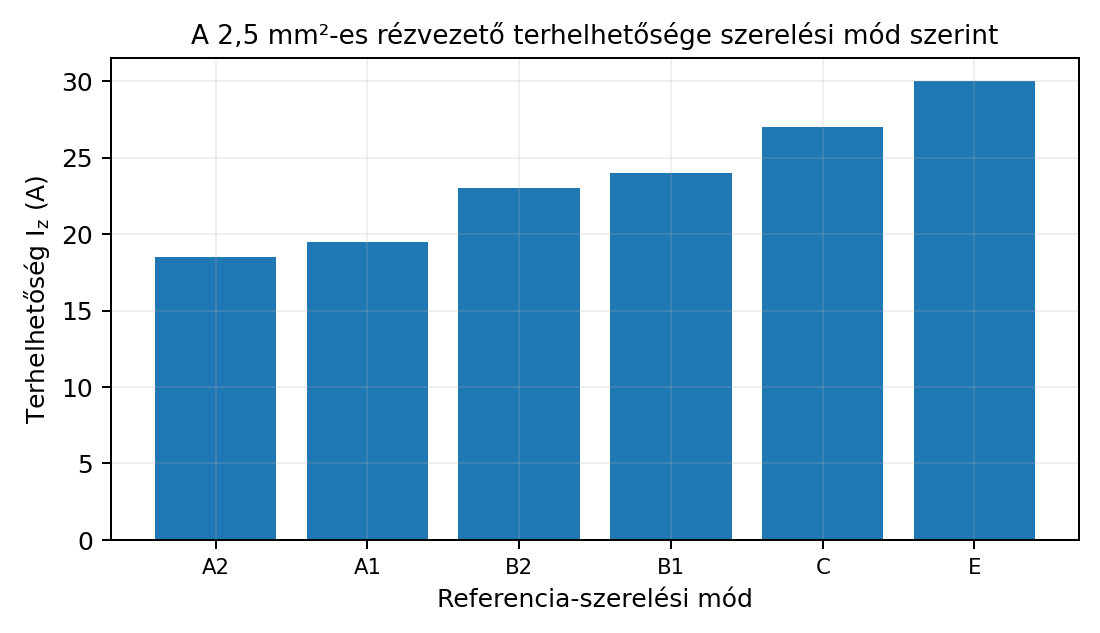 A 2,5 mm²-es rézvezető terhelhetősége szerelési mód szerint
Terhelhetőség I_z (A)
30
25
20
15
10
5
0
A2 A1 B2 B1 C E
Referencia-szerelési mód